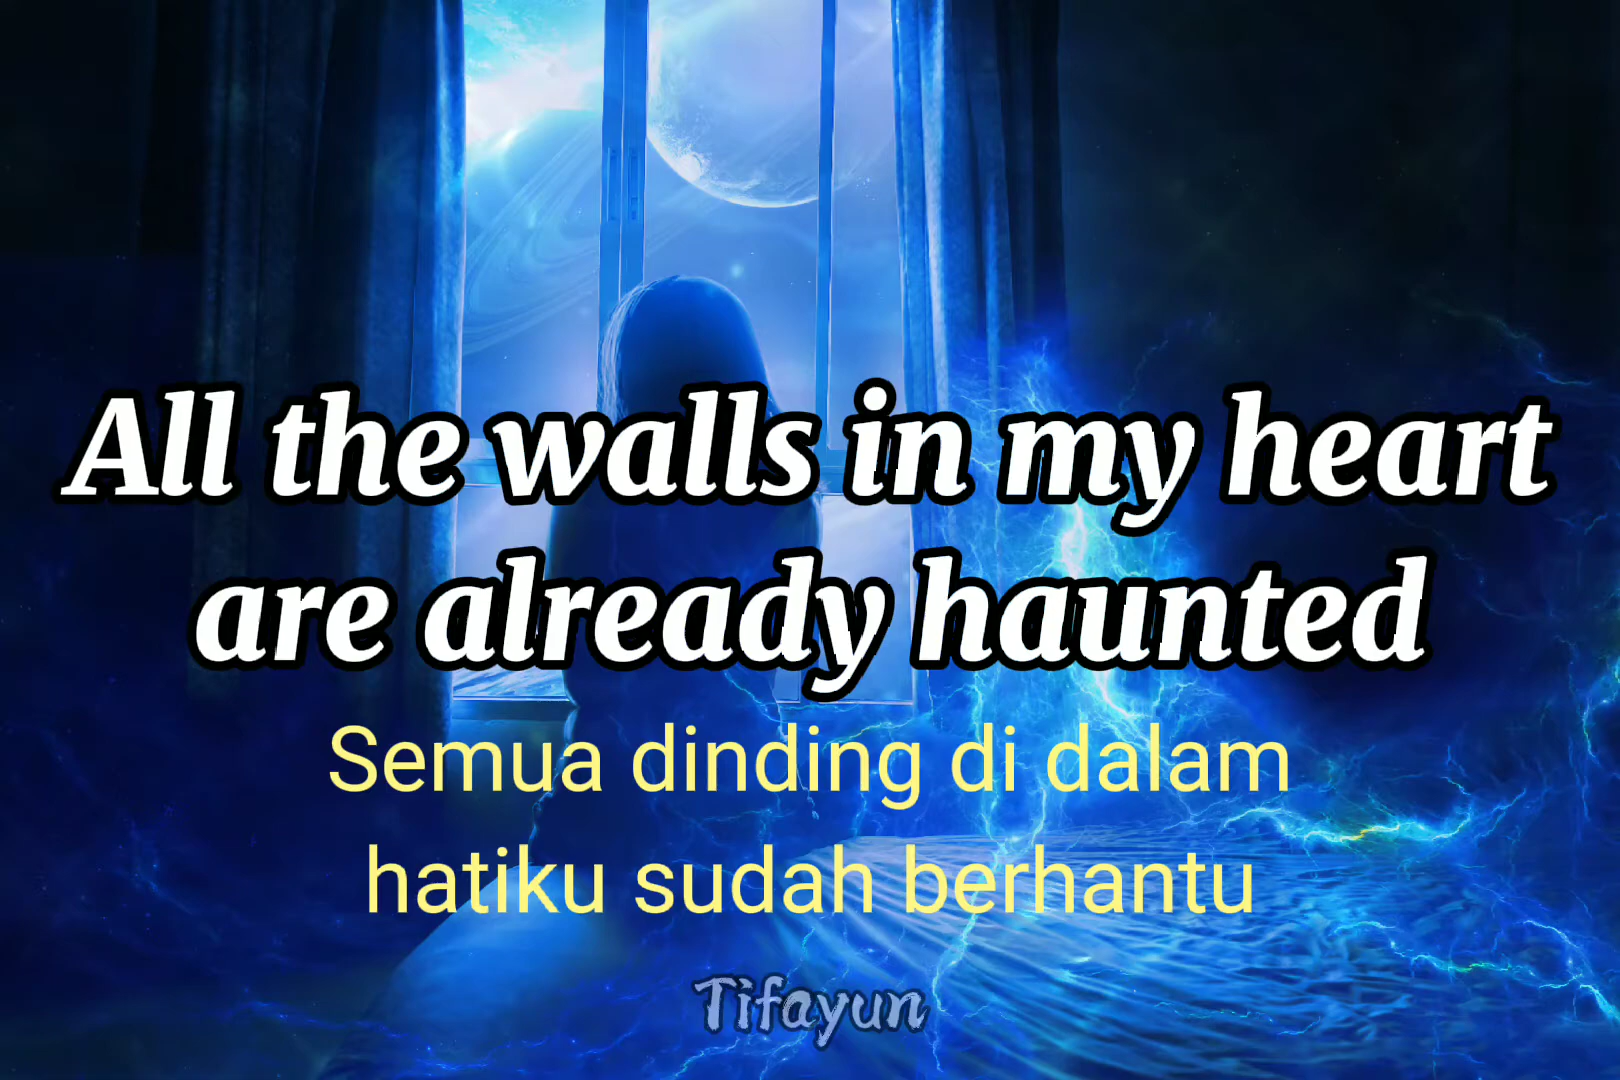 All the walls in my heart
are already haunted
Semua dinding di dalam
hatiku sudah berhantu
Tifayun